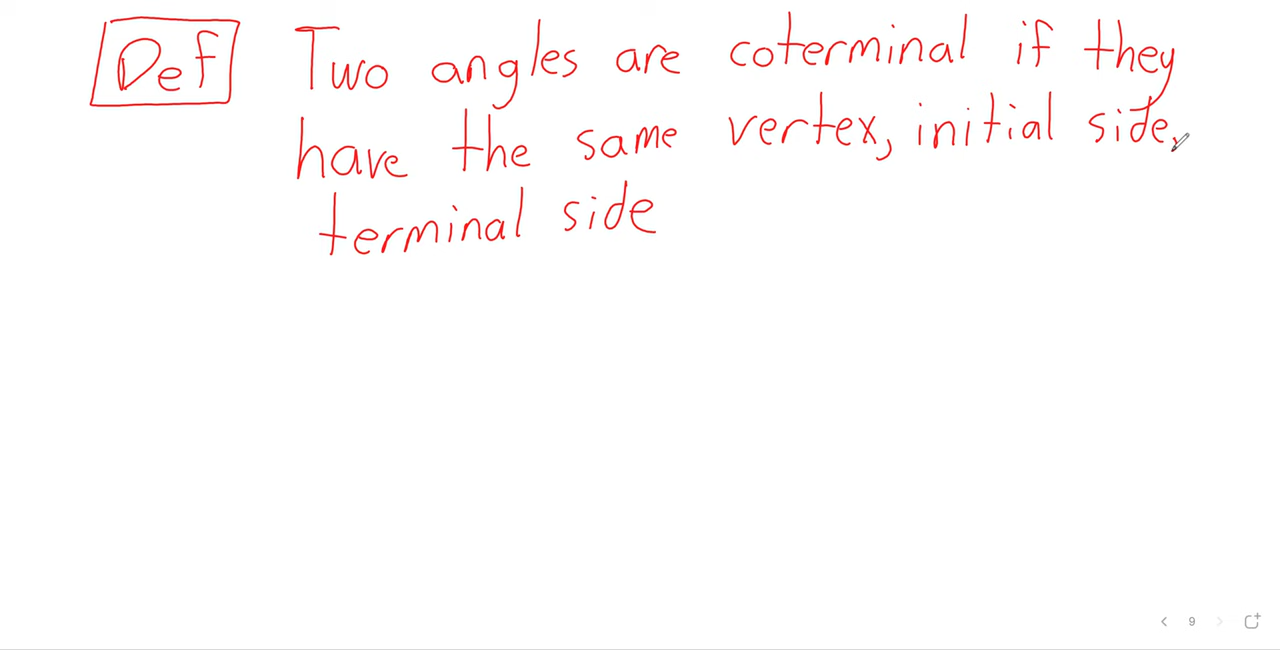 Def Two angles are coterminal if they
have the same vertex, initial side,
terminal side
9